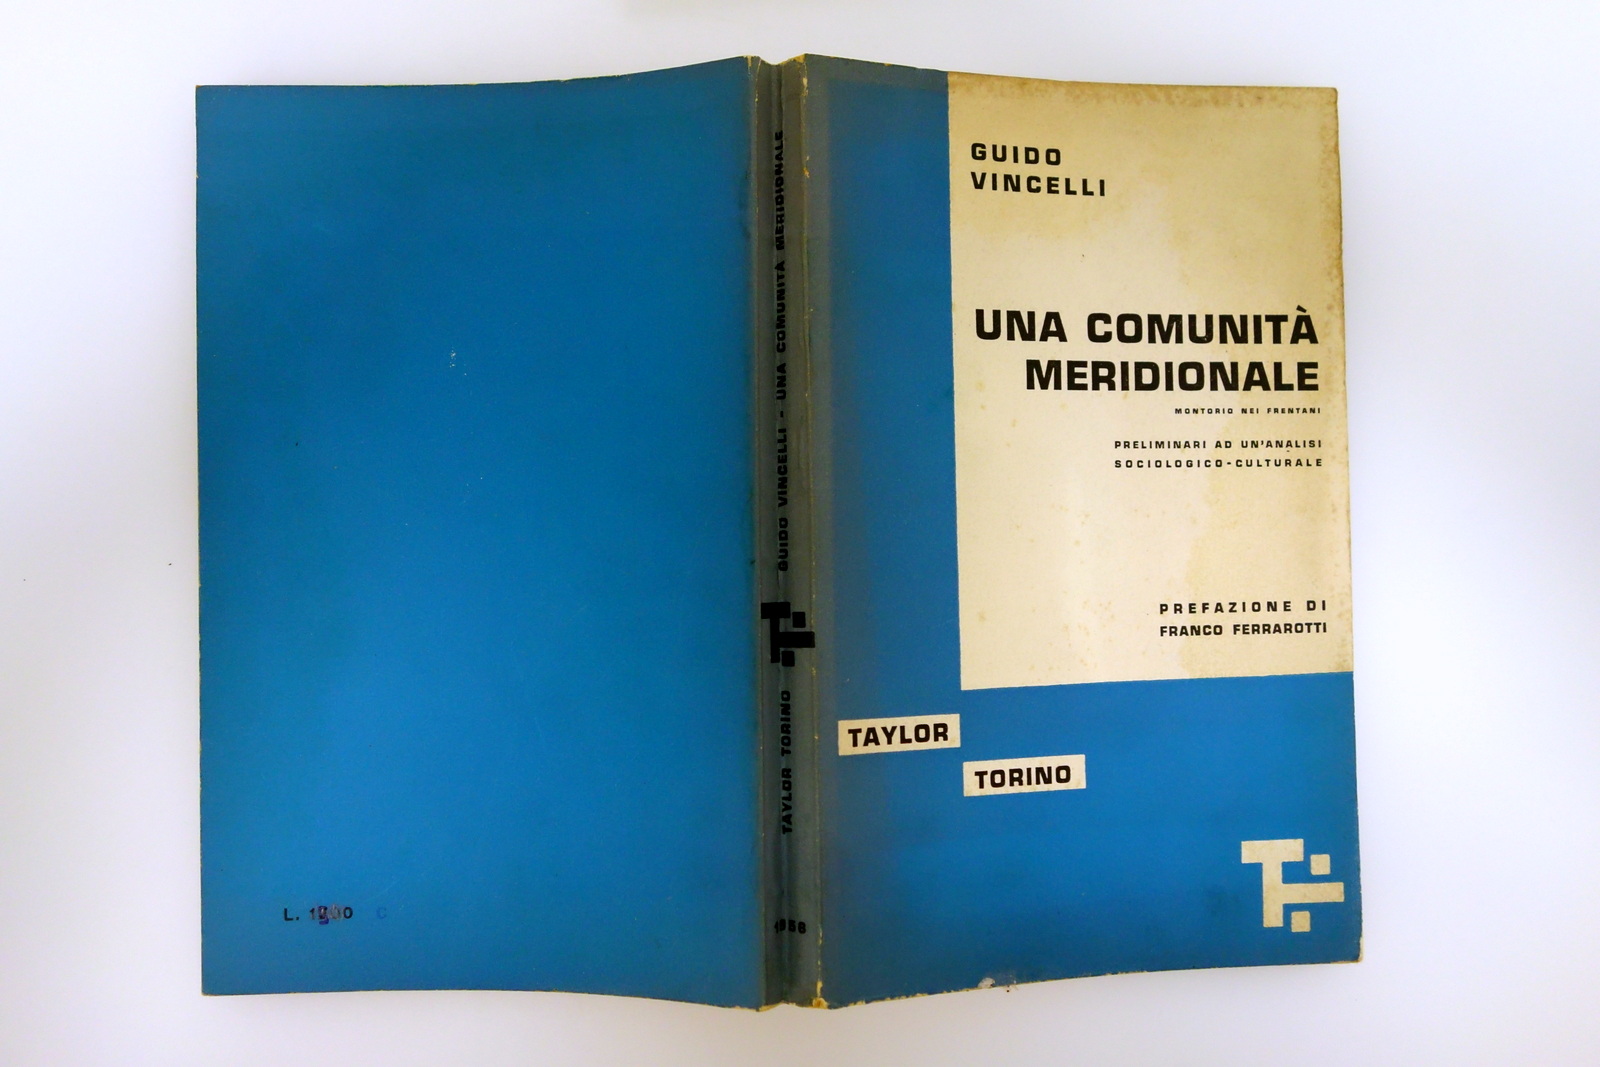 GUIDO
VINCELLI
UNA COMUNITÀ
MERIDIONALE
MONTORIO NEI FRENTANI
PRELIMINARI AD UN'ANALISI
SOCIOLOGICO-CULTURALE
PREFAZIONE DI
FRANCO FERRAROTTI
TAYLOR
TORINO
TAYLOR TORINO
GUIDO VINCELLI - UNA COMUNITÀ MERIDIONALE
L.
C